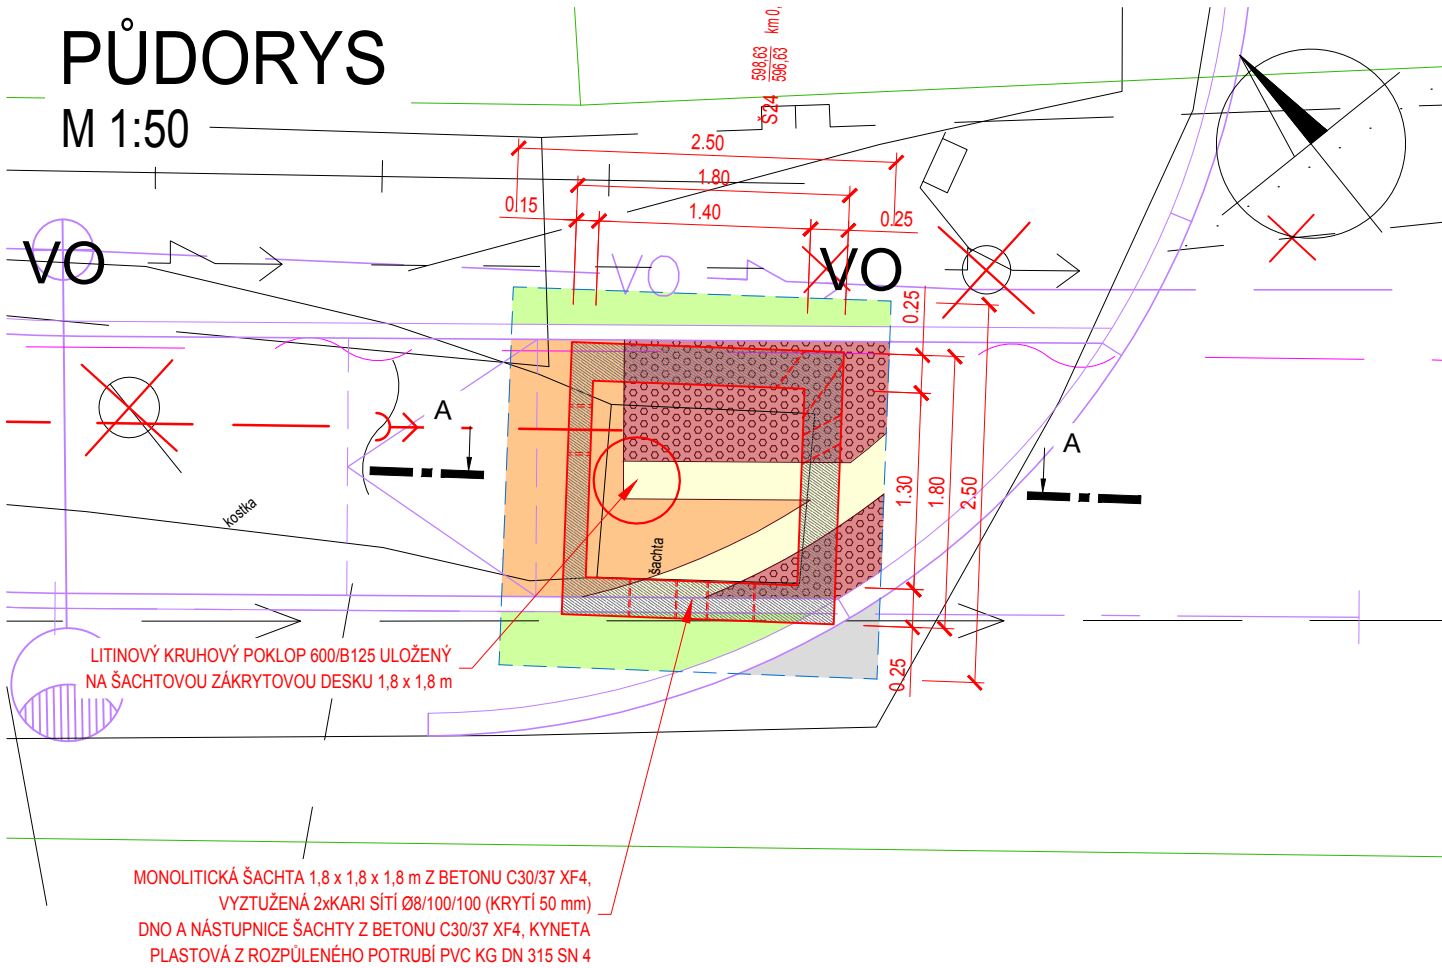 PŮDORYS
M 1:50
Š24 598,63 km 0,
596,63
2.50
1.80
0.15
1.40
0.25
VO
VO
VO
0.25
A
A
1.30
1.80
2.50
kostka
šachta
0.25
LITINOVÝ KRUHOVÝ POKLOP 600/B125 ULOŽENÝ
NA ŠACHTOVOU ZÁKRYTOVOU DESKU 1,8 x 1,8 m
MONOLITICKÁ ŠACHTA 1,8 x 1,8 x 1,8 m Z BETONU C30/37 XF4,
VYZTUŽENÁ 2xKARI SÍTÍ Ø8/100/100 (KRYTÍ 50 mm)
DNO A NÁSTUPNICE ŠACHTY Z BETONU C30/37 XF4, KYNETA
PLASTOVÁ Z ROZPŮLENÉHO POTRUBÍ PVC KG DN 315 SN 4